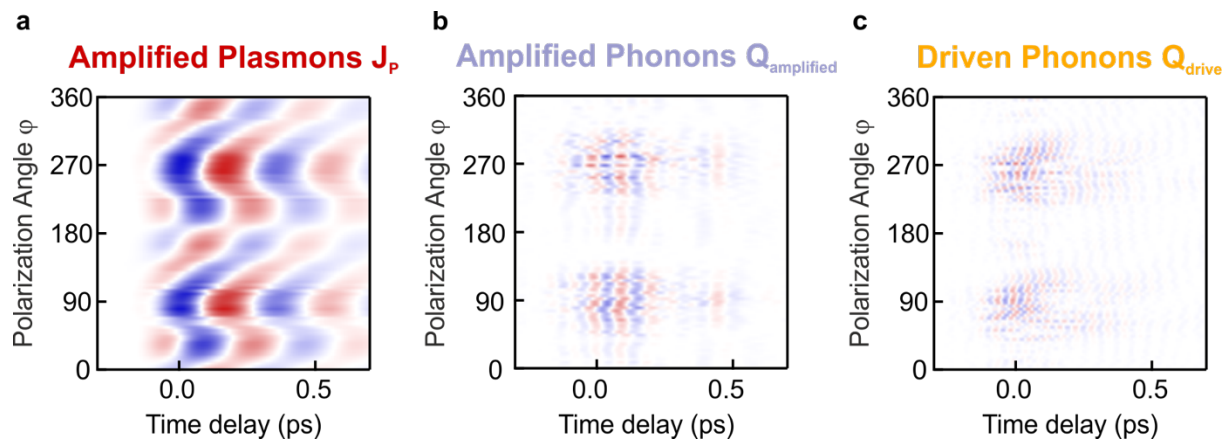 a
Amplified Plasmons J_P
Polarization Angle φ
360
270
180
90
0
0.0 0.5
Time delay (ps)
b
Amplified Phonons Q_amplified
Polarization Angle φ
360
270
180
90
0
0.0 0.5
Time delay (ps)
c
Driven Phonons Q_drive
Polarization Angle φ
360
270
180
90
0
0.0 0.5
Time delay (ps)